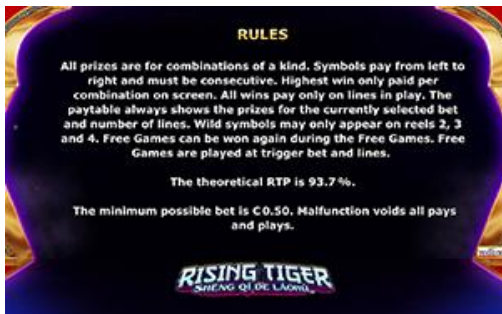 RULES
All prizes are for combinations of a kind. Symbols pay from left to
right and must be consecutive. Highest win only paid per
combination on screen. All wins pay only on lines in play. The
paytable always shows the prizes for the currently selected bet
and number of lines. Wild symbols may only appear on reels 2, 3
and 4. Free Games can be won again during the Free Games. Free
Games are played at trigger bet and lines.
The theoretical RTP is 93.7%.
The minimum possible bet is C0.50. Malfunction voids all pays
and plays.
RISING TIGER
SHENG QI DE LAOHU